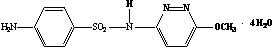 H
N N
H₂N SO₂ N OCH₃ · 4H₂O